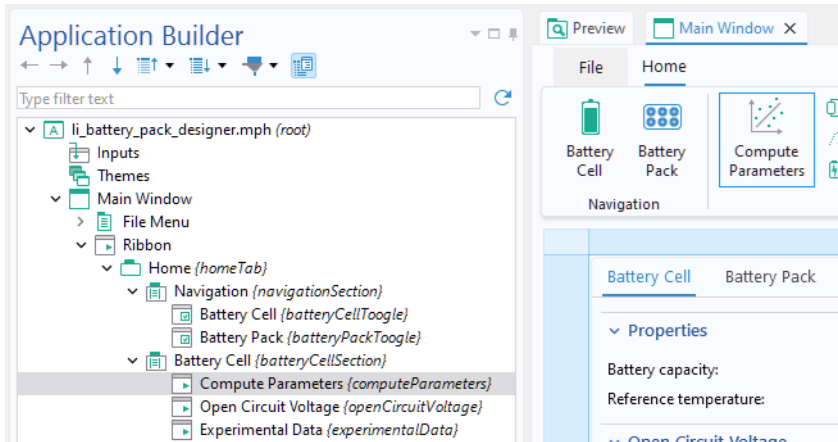 Application Builder
Type filter text
li_battery_pack_designer.mph (root)
Inputs
Themes
Main Window
File Menu
Ribbon
Home {homeTab}
Navigation {navigationSection}
Battery Cell {batteryCellToogle}
Battery Pack {batteryPackToogle}
Battery Cell {batteryCellSection}
Compute Parameters {computeParameters}
Open Circuit Voltage {openCircuitVoltage}
Experimental Data {experimentalData}
Preview
Main Window
File
Home
Battery Cell
Battery Pack
Compute Parameters
Navigation
Battery Cell
Battery Pack
Properties
Battery capacity:
Reference temperature:
Open Circuit Voltage